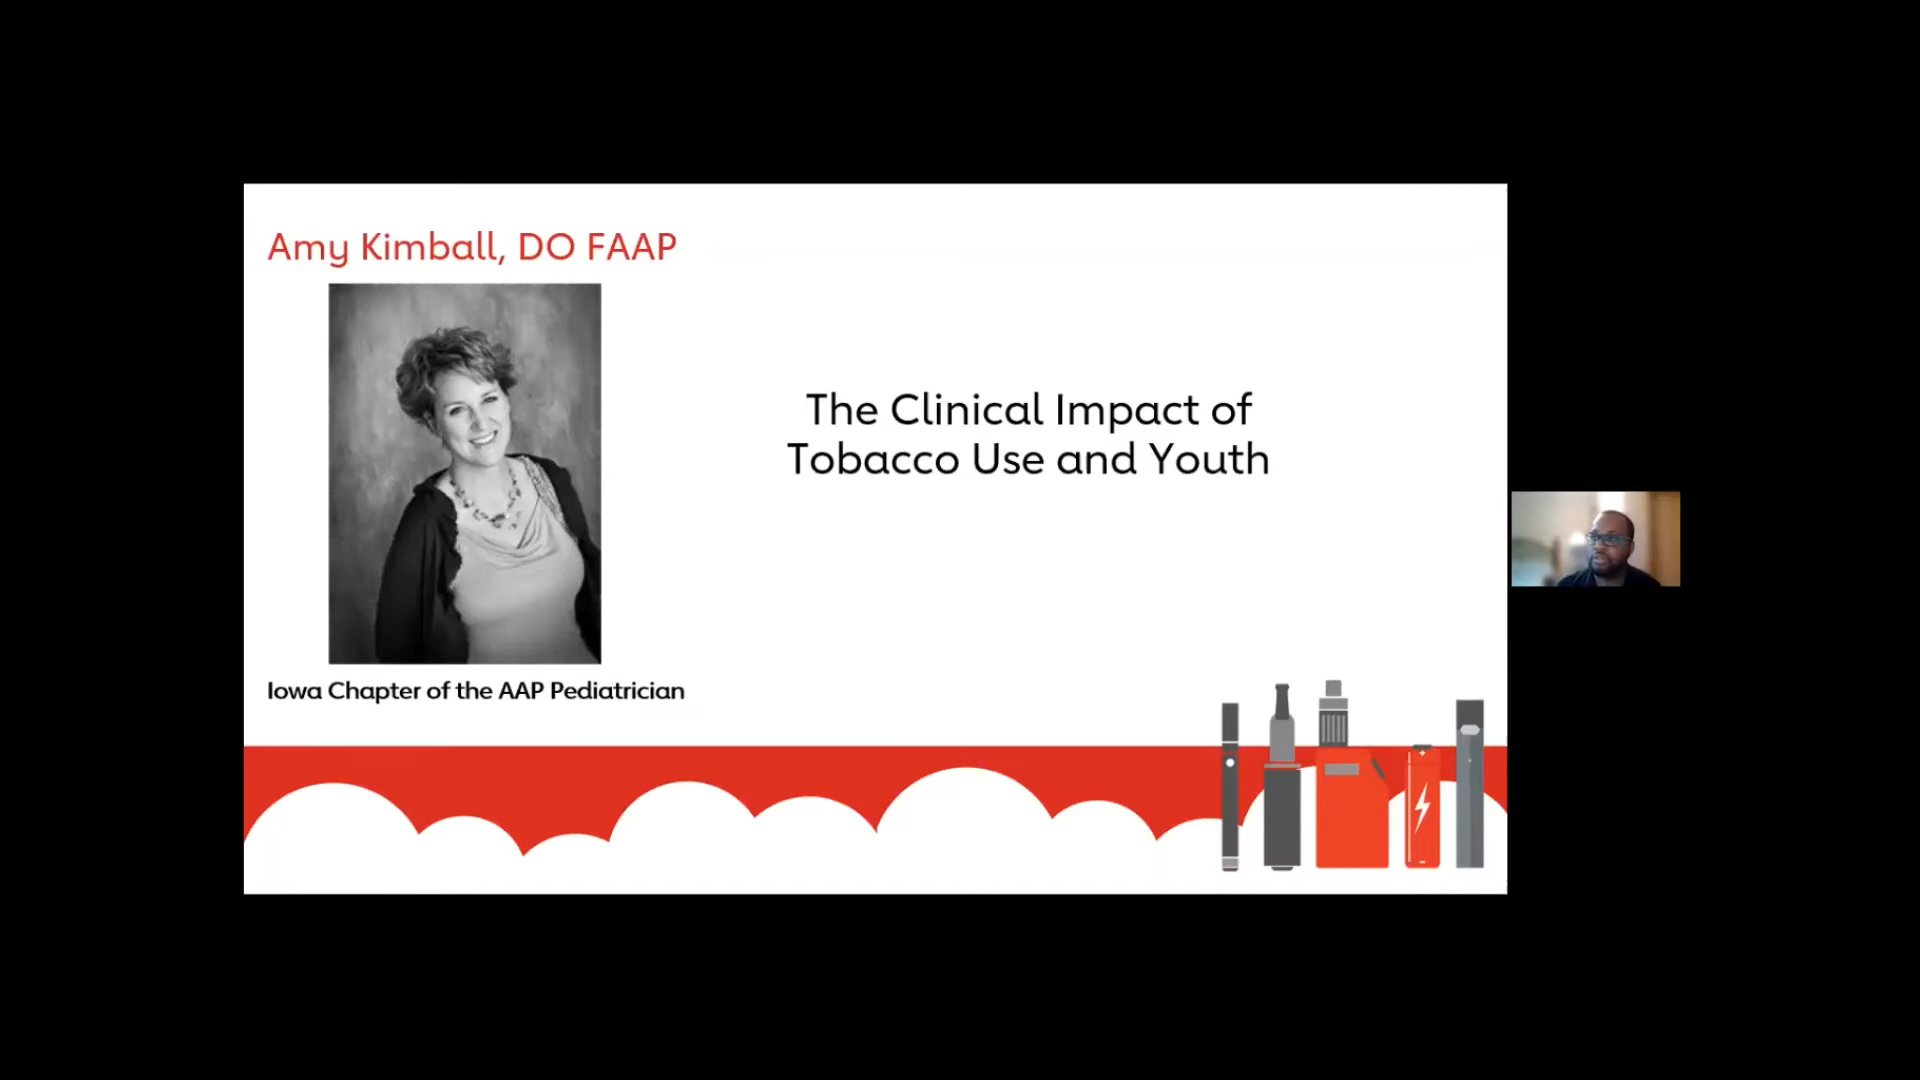 Amy Kimball, DO FAAP
The Clinical Impact of
Tobacco Use and Youth
Iowa Chapter of the AAP Pediatrician